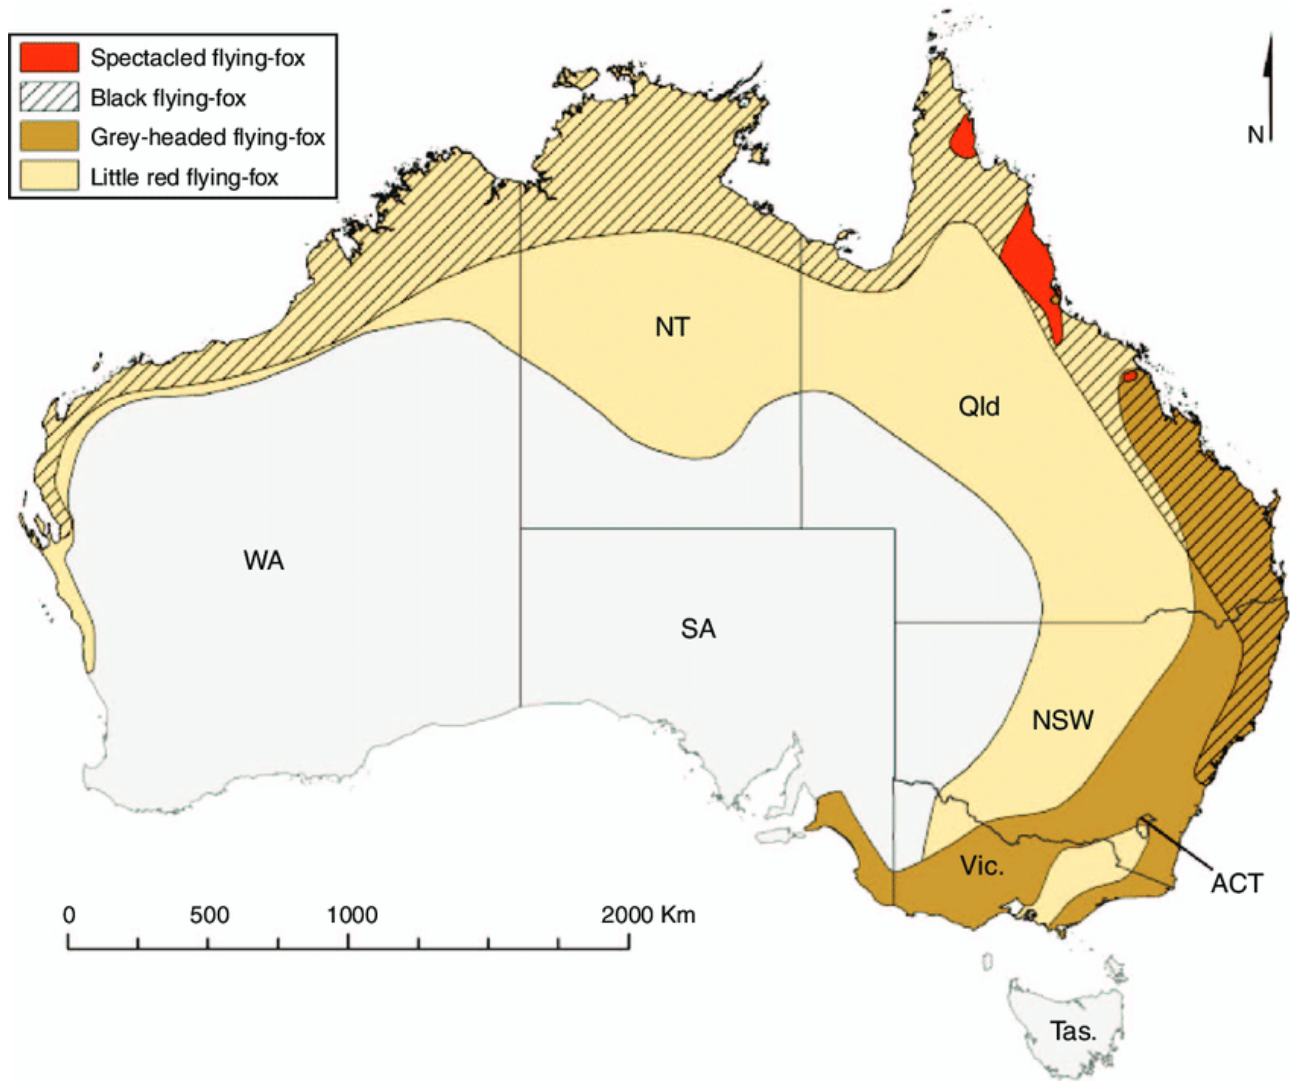 Spectacled flying-fox
Black flying-fox
Grey-headed flying-fox
Little red flying-fox
N
NT
Qld
WA
SA
NSW
Vic.
ACT
0 500 1000 2000 Km
Tas.